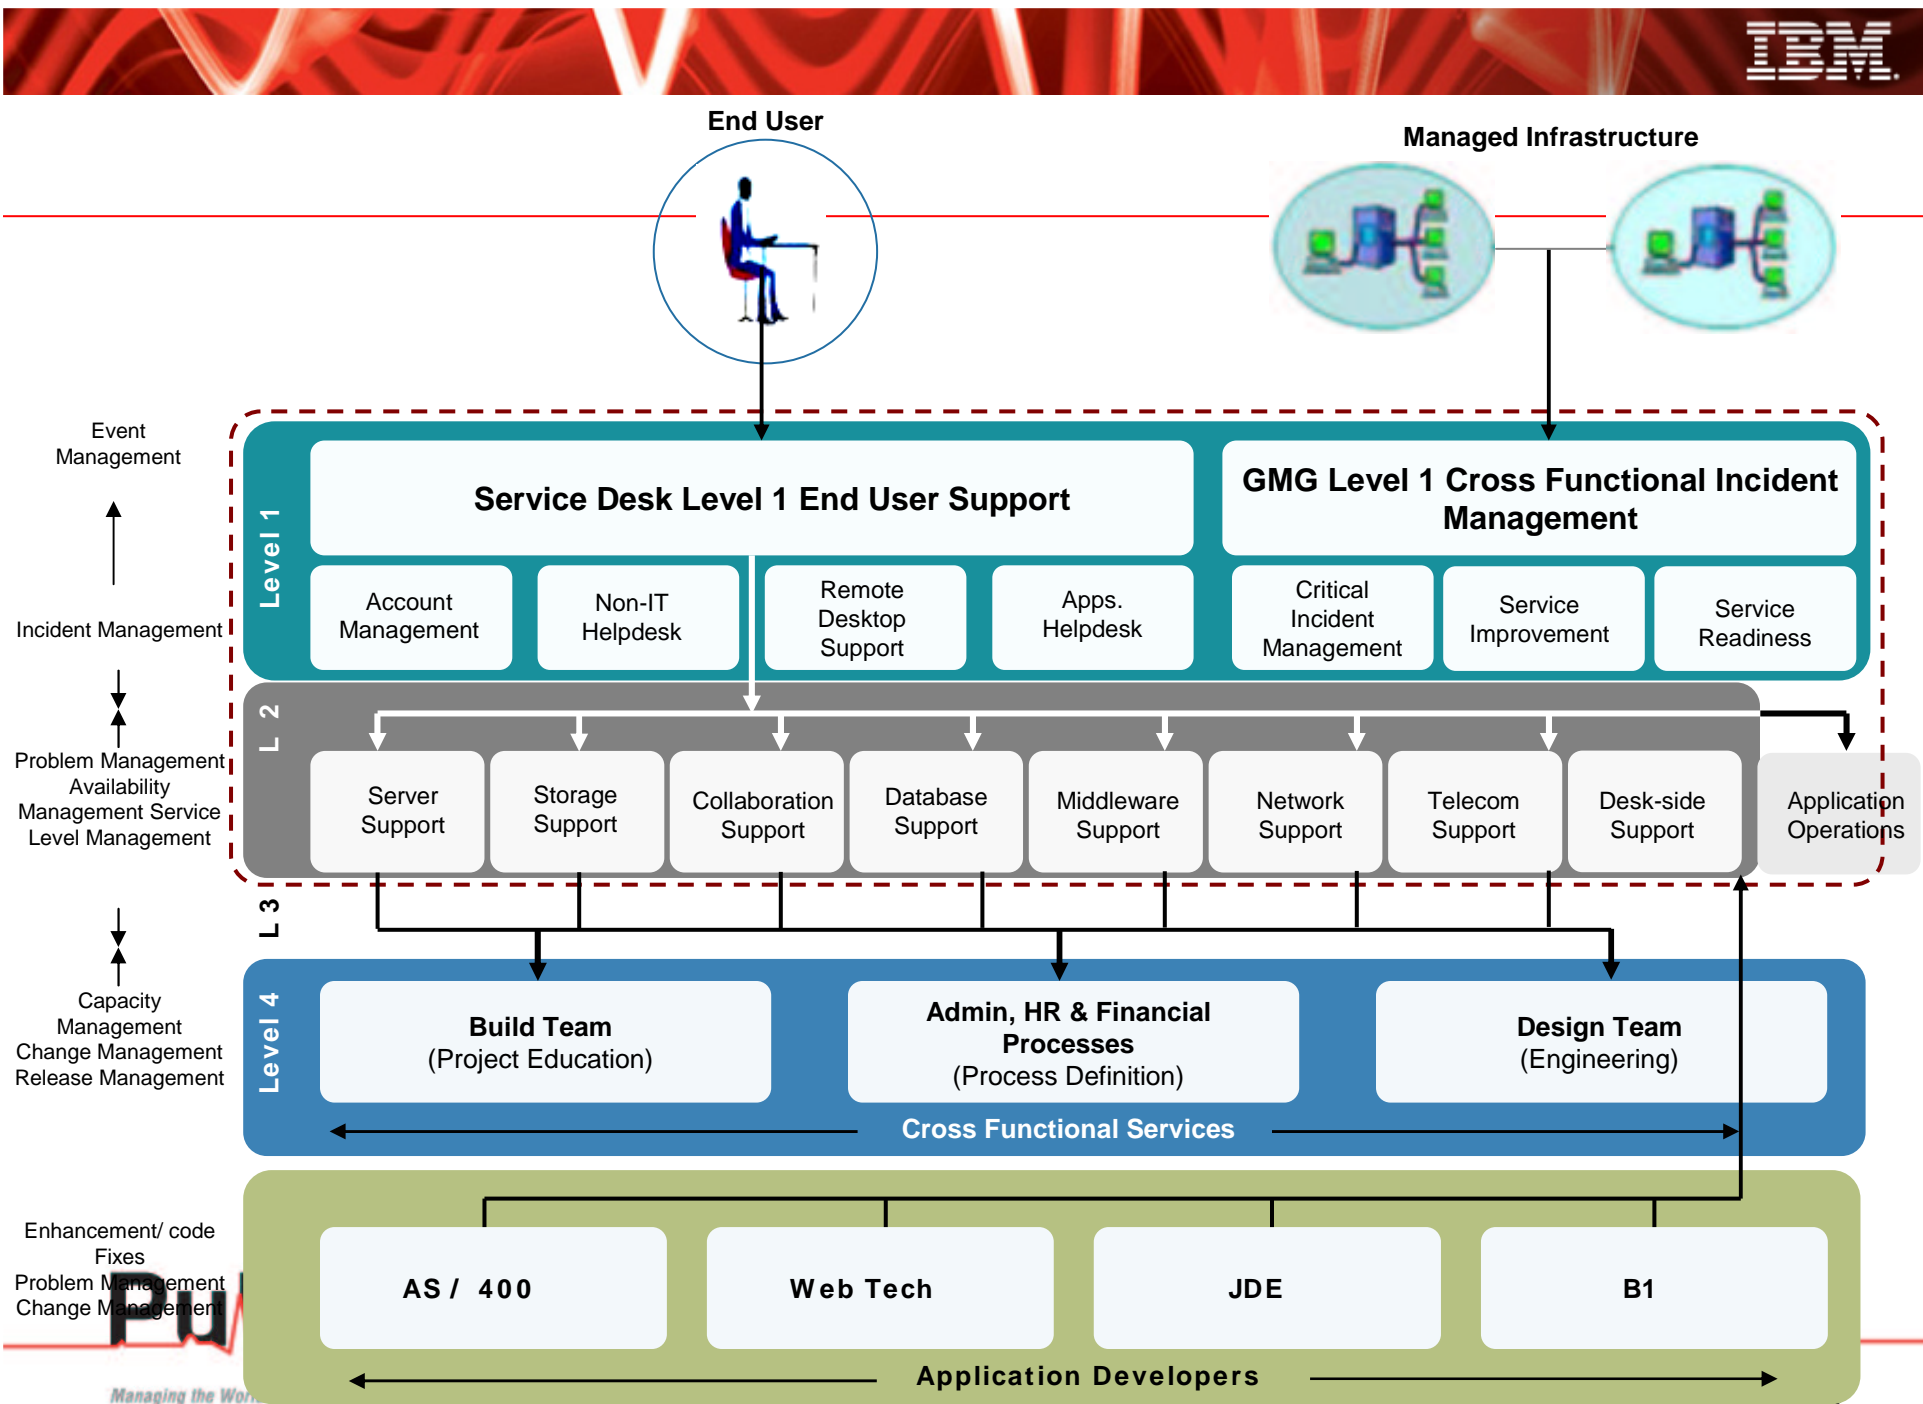 IBM.
End User
Managed Infrastructure
Event
Management
Incident Management
Problem Management
Availability
Management Service
Level Management
Capacity
Management
Change Management
Release Management
Enhancement/ code
Fixes
Problem Management
Change Management
Level 1
Service Desk Level 1 End User Support
GMG Level 1 Cross Functional Incident
Management
Account
Management
Non-IT
Helpdesk
Remote
Desktop
Support
Apps.
Helpdesk
Critical
Incident
Management
Service
Improvement
Service
Readiness
L 2
Server
Support
Storage
Support
Collaboration
Support
Database
Support
Middleware
Support
Network
Support
Telecom
Support
Desk-side
Support
Application
Operations
L 3
Level 4
Build Team
(Project Education)
Admin, HR & Financial
Processes
(Process Definition)
Design Team
(Engineering)
Cross Functional Services
AS / 400
Web Tech
JDE
B1
Application Developers
Pul
Managing the Worl